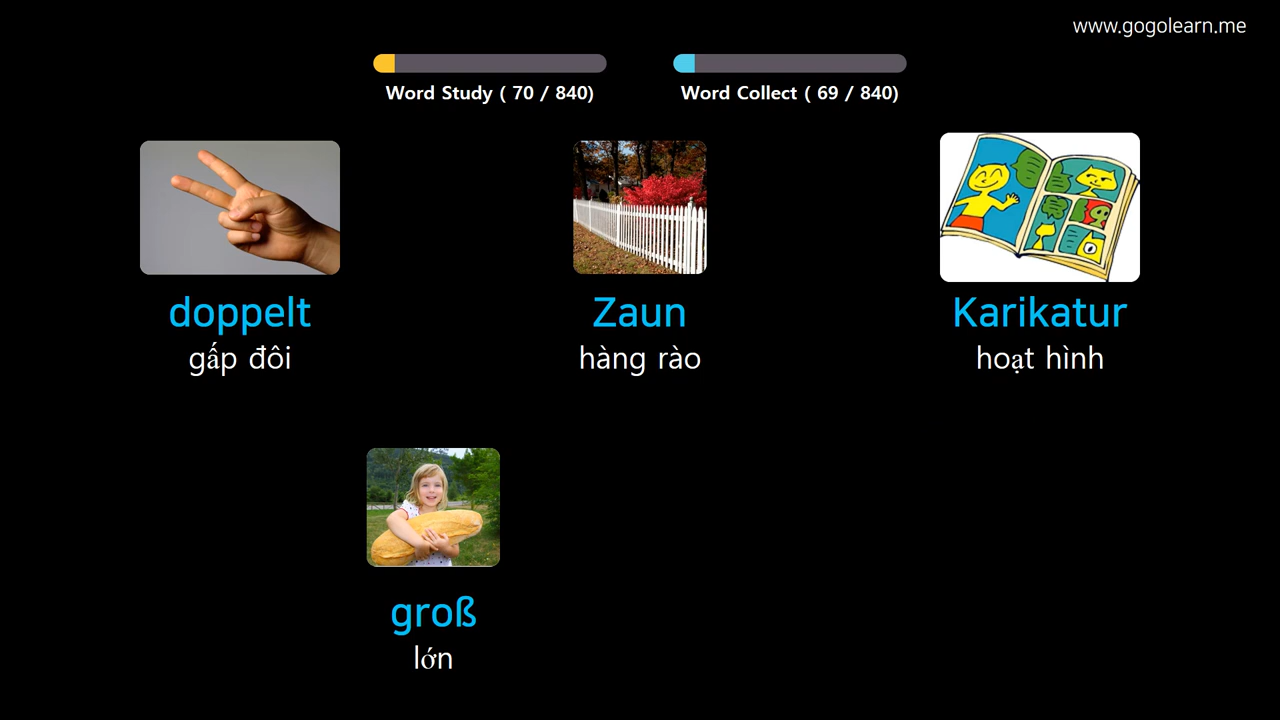 www.gogolearn.me
Word Study ( 70 / 840)
Word Collect ( 69 / 840)
doppelt
gấp đôi
Zaun
hàng rào
Karikatur
hoạt hình
groß
lớn